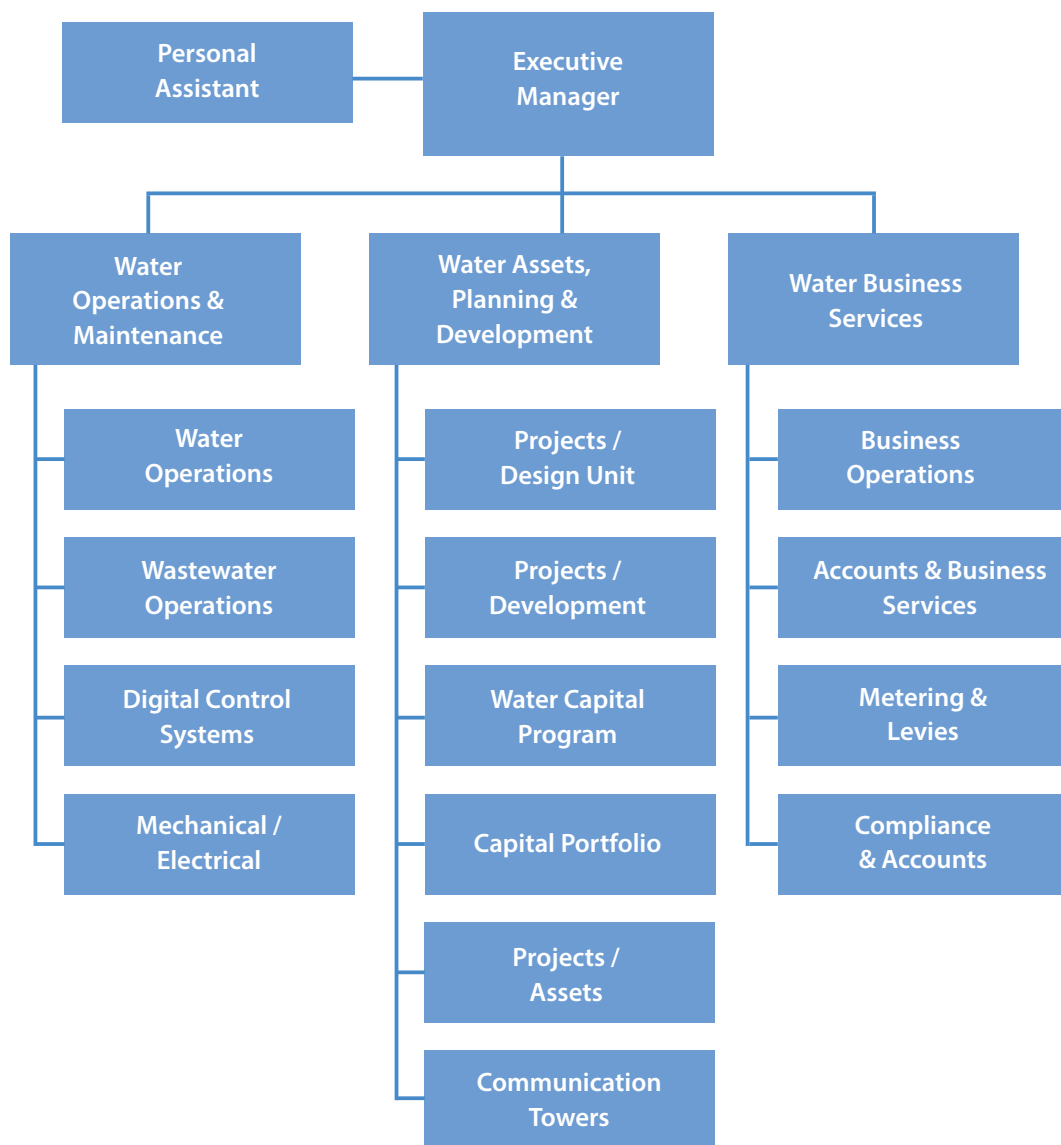 Personal
Assistant
Executive
Manager
Water
Operations &
Maintenance
Water Assets,
Planning &
Development
Water Business
Services
Water
Operations
Wastewater
Operations
Digital Control
Systems
Mechanical /
Electrical
Projects /
Design Unit
Projects /
Development
Water Capital
Program
Capital Portfolio
Projects /
Assets
Communication
Towers
Business
Operations
Accounts & Business
Services
Metering &
Levies
Compliance
& Accounts